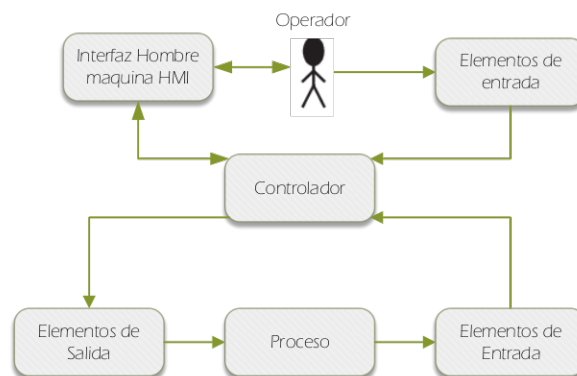 Operador
Interfaz Hombre
maquina HMI
Elementos de
entrada
Controlador
Elementos de
Salida
Proceso
Elementos de
Entrada